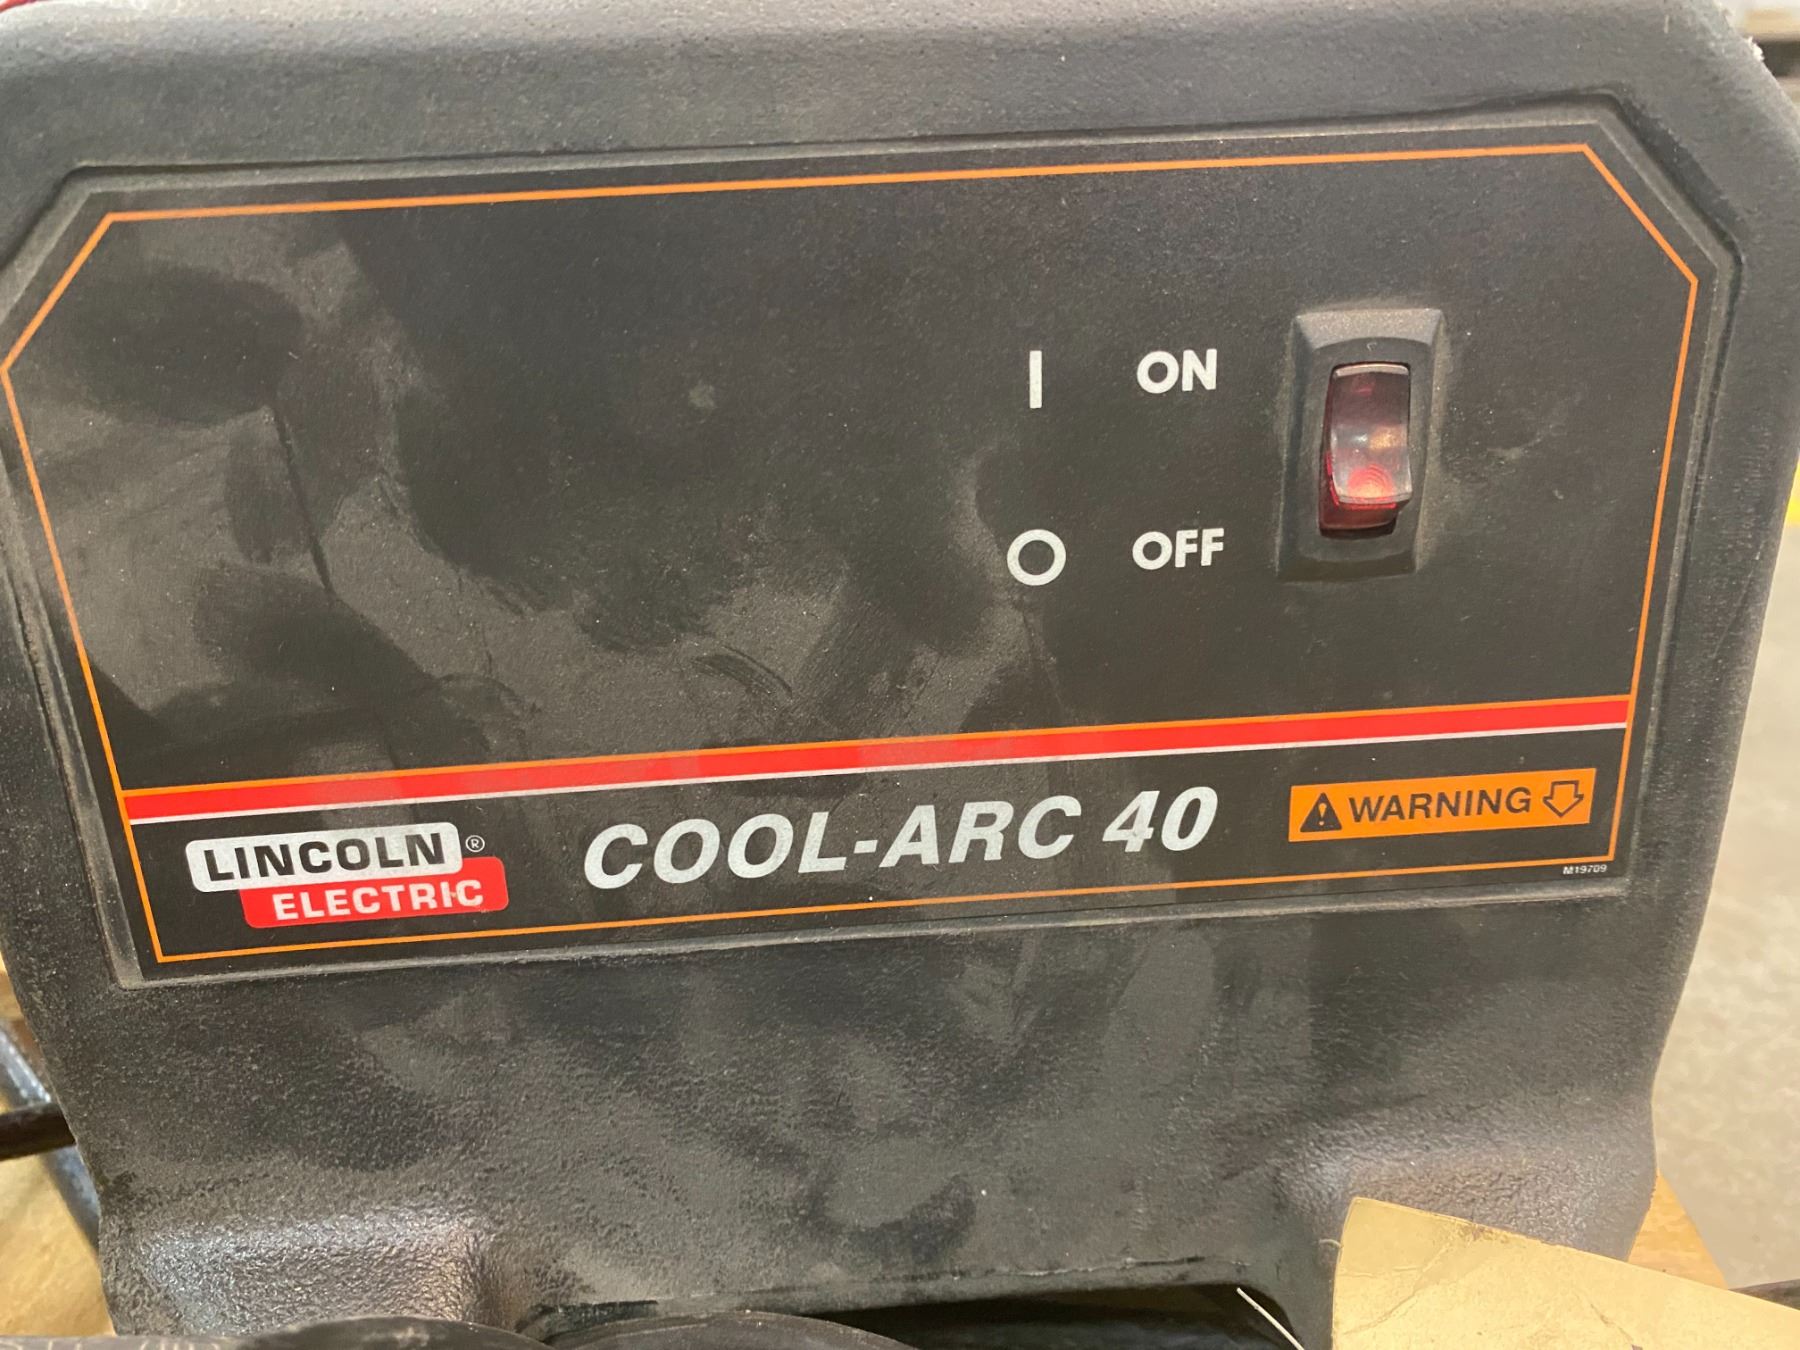 I ON
O OFF
LINCOLN®
ELECTRIC
COOL-ARC 40
WARNING
M19709